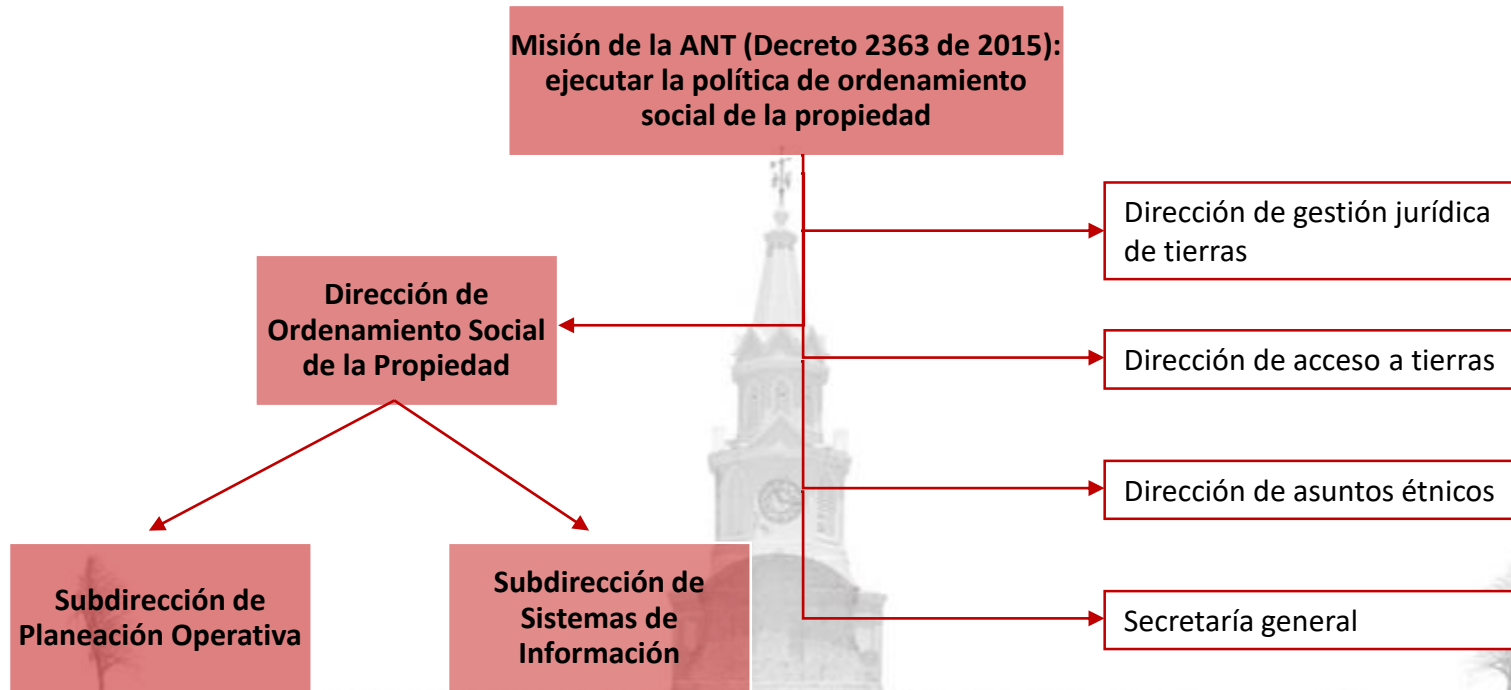 Misión de la ANT (Decreto 2363 de 2015):
ejecutar la política de ordenamiento
social de la propiedad
Dirección de gestión jurídica
de tierras
Dirección de
Ordenamiento Social
de la Propiedad
Dirección de acceso a tierras
Dirección de asuntos étnicos
Subdirección de
Planeación Operativa
Subdirección de
Sistemas de
Información
Secretaría general